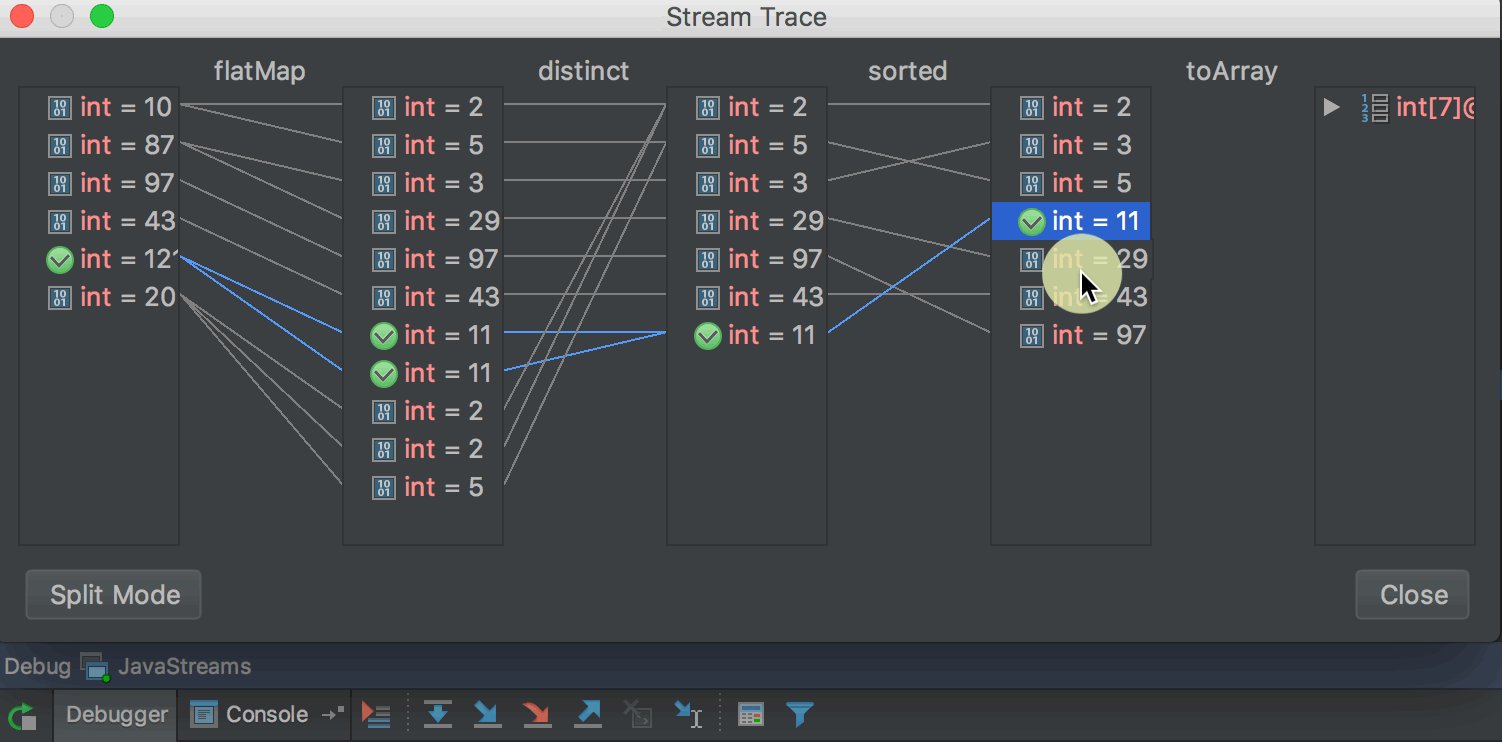 Stream Trace
flatMap distinct sorted toArray
int = 10 int = 2 int = 2 int = 2 int[7]@
int = 87 int = 5 int = 5 int = 3
int = 97 int = 3 int = 3 int = 5
int = 43 int = 29 int = 29 int = 11
int = 121 int = 97 int = 97 int = 29
int = 20 int = 43 int = 43 int = 43
int = 11 int = 11 int = 97
int = 11
int = 2
int = 2
int = 5
Split Mode Close
Debug JavaStreams
Debugger Console